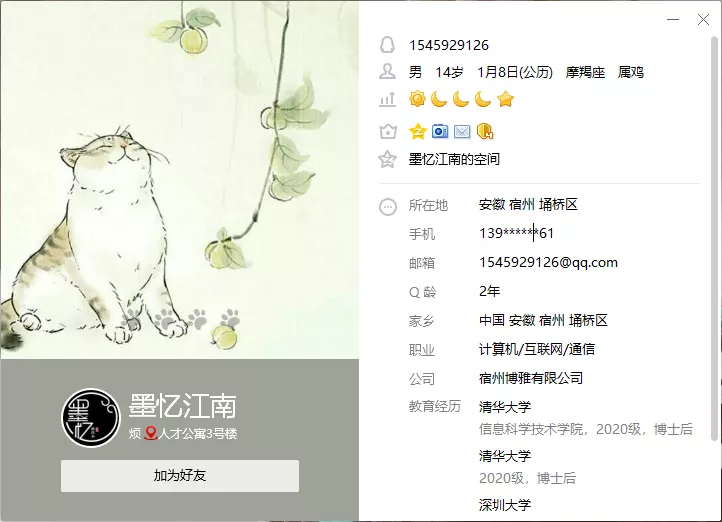 1545929126
男 14岁 1月8日(公历) 摩羯座 属鸡
墨忆江南的空间
所在地 安徽 宿州 埇桥区
手机 139******61
邮箱 1545929126@qq.com
Q 龄 2年
家乡 中国 安徽 宿州 埇桥区
职业 计算机/互联网/通信
公司 宿州博雅有限公司
教育经历 清华大学
信息科学技术学院，2020级，博士后
清华大学
2020级，博士后
深圳大学
墨忆
墨忆江南
烦 人才公寓3号楼
加为好友